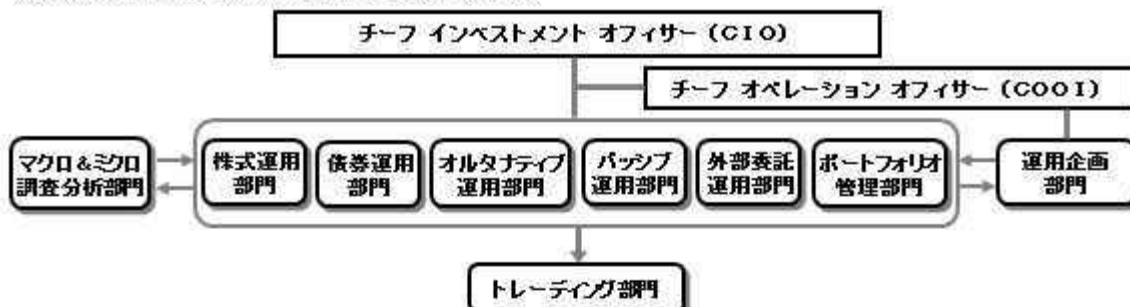 チーフ インベストメント オフィサー (CIO)
チーフ オペレーション オフィサー (COOI)
マクロ&ミクロ
調査分析部門
株式運用
部門
債券運用
部門
オルタナティブ
運用部門
パッシブ
運用部門
外部委託
運用部門
ポートフォリオ
管理部門
運用企画
部門
トレーディング部門